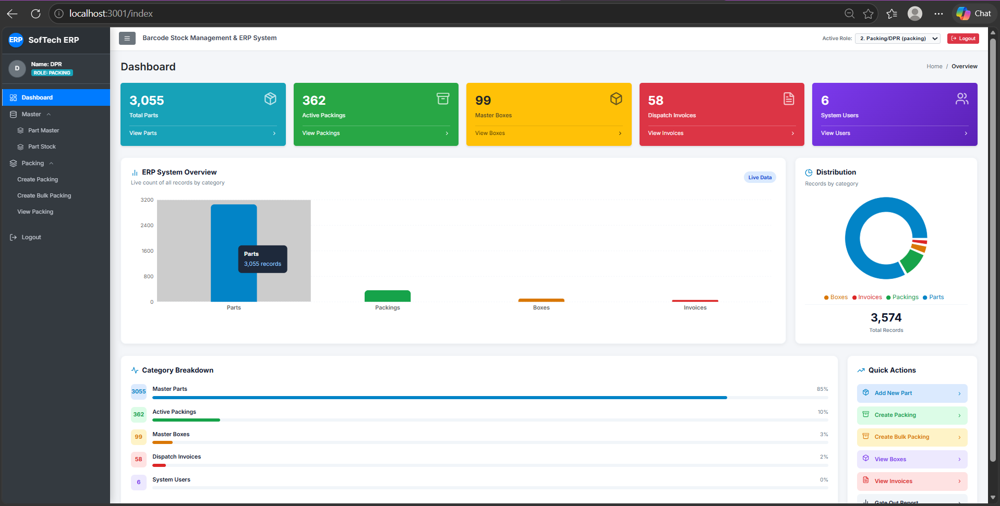 localhost:3001/index
Chat
ERP SofTech ERP
Barcode Stock Management & ERP System
Active Role: 2. Packing/DPR (packing) Logout
D
Name: DPR
ROLE: PACKING
Dashboard
Master
Part Master
Part Stock
Packing
Create Packing
Create Bulk Packing
View Packing
Logout
Dashboard
Home / Overview
3,055
Total Parts
View Parts
362
Active Packings
View Packings
99
Master Boxes
View Boxes
58
Dispatch Invoices
View Invoices
6
System Users
View Users
ERP System Overview
Live count of all records by category
Live Data
3200
2400
1600
800
0
Parts
3,055 records
Parts Packings Boxes Invoices
Distribution
Records by category
Boxes Invoices Packings Parts
3,574
Total Records
Category Breakdown
3055 Master Parts 85%
362 Active Packings 10%
99 Master Boxes 3%
58 Dispatch Invoices 2%
6 System Users 0%
Quick Actions
Add New Part
Create Packing
Create Bulk Packing
View Boxes
View Invoices
Gate Out Report